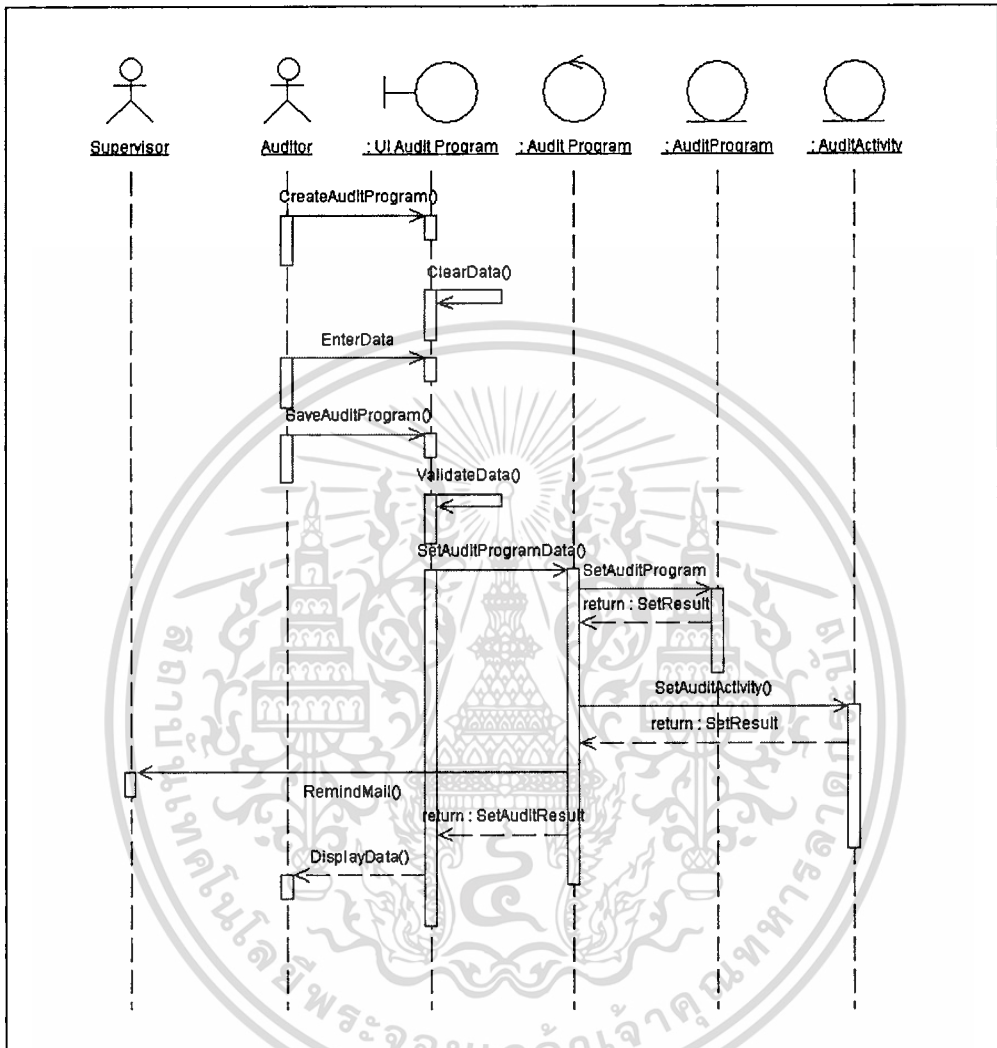 Supervisor
Auditor
: UI Audit Program
: Audit Program
: AuditProgram
: AuditActivity
CreateAuditProgram()
ClearData()
EnterData
SaveAuditProgram()
ValidateData()
SetAuditProgramData()
SetAuditProgram
return : SetResult
SetAuditActivity()
return : SetResult
RemindMail()
return : SetAuditResult
DisplayData()